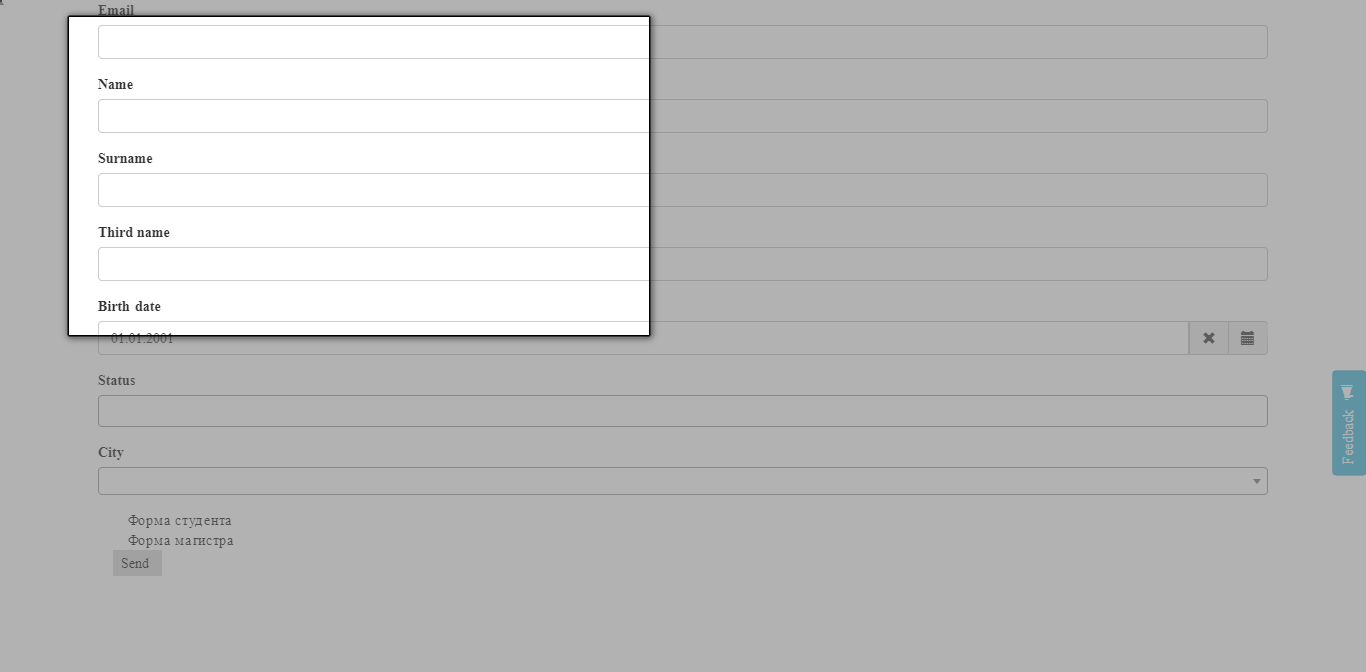 Email
Name
Surname
Third name
Birth date
01.01.2001
Status
City
Форма студента
Форма магистра
Send
Feedback